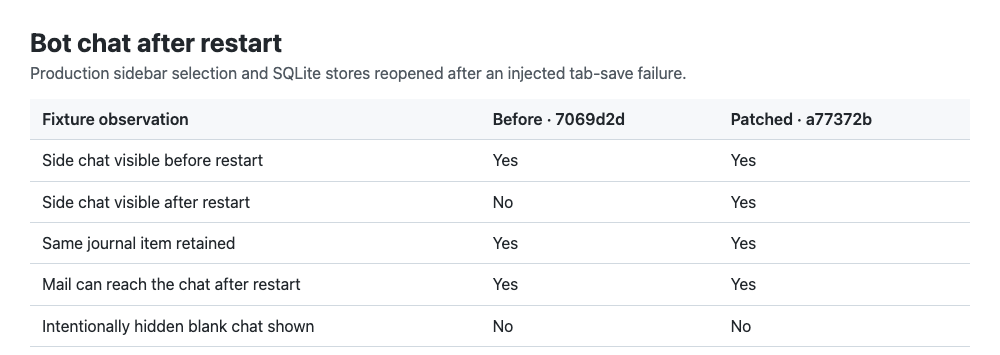 Bot chat after restart
Production sidebar selection and SQLite stores reopened after an injected tab-save failure.
Fixture observation Before · 7069d2d Patched · a77372b
Side chat visible before restart Yes Yes
Side chat visible after restart No Yes
Same journal item retained Yes Yes
Mail can reach the chat after restart Yes Yes
Intentionally hidden blank chat shown No No